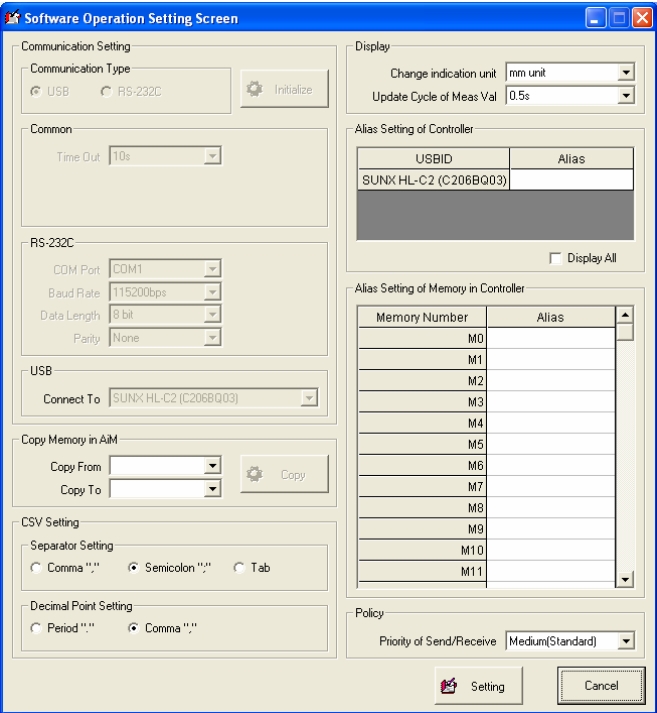 Software Operation Setting Screen
Communication Setting
Communication Type
USB RS-232C
Initialize
Common
Time Out 10s
RS-232C
COM Port COM1
Baud Rate 115200bps
Data Length 8 bit
Parity None
USB
Connect To SUNX HL-C2 (C206BQ03)
Copy Memory in AiM
Copy From
Copy To
Copy
CSV Setting
Separator Setting
Comma "," Semicolon ";" Tab
Decimal Point Setting
Period "." Comma ","
Display
Change indication unit mm unit
Update Cycle of Meas Val 0.5s
Alias Setting of Controller
USBID Alias
SUNX HL-C2 (C206BQ03)
Display All
Alias Setting of Memory in Controller
Memory Number Alias
M0
M1
M2
M3
M4
M5
M6
M7
M8
M9
M10
M11
Policy
Priority of Send/Receive Medium(Standard)
Setting Cancel